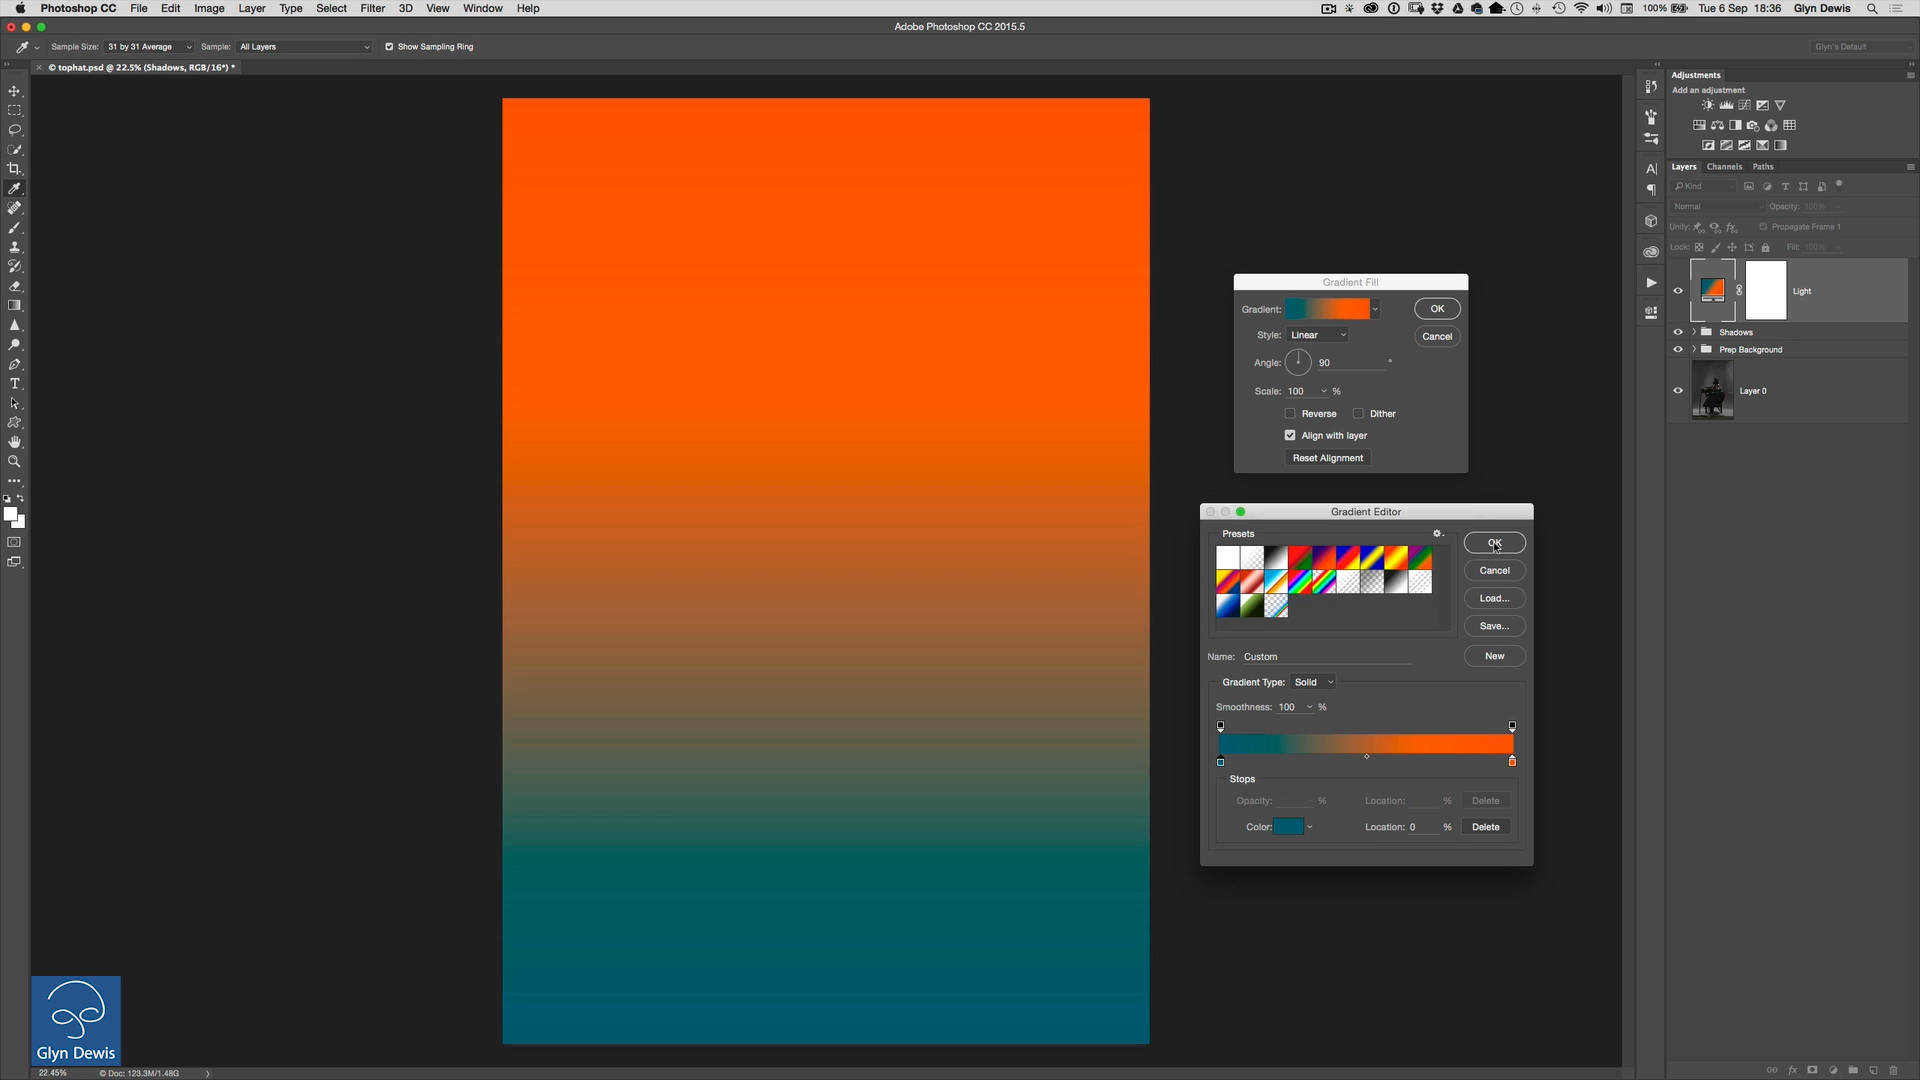 Photoshop CC File Edit Image Layer Type Select Filter 3D View Window Help 100% Tue 6 Sep 18:36 Glyn Dewis
Adobe Photoshop CC 2015.5
Sample Size: 31 by 31 Average Sample: All Layers Show Sampling Ring Glyn's Default
© tophat.psd @ 22.5% (Shadows, RGB/16*) *
Adjustments
Add an adjustment
Layers Channels Paths
Kind
Normal Opacity: 100%
Unify: Propagate Frame 1
Lock: Fill: 100%
Light
Shadows
Prep Background
Layer 0
Gradient Fill
Gradient: OK
Style: Linear Cancel
Angle: 90 °
Scale: 100 %
Reverse Dither
Align with layer
Reset Alignment
Gradient Editor
Presets
OK
Cancel
Load...
Save...
Name: Custom New
Gradient Type: Solid
Smoothness: 100 %
Stops
Opacity: % Location: % Delete
Color: Location: 0 % Delete
Glyn Dewis
22.45% © Doc: 123.3M/1.48G